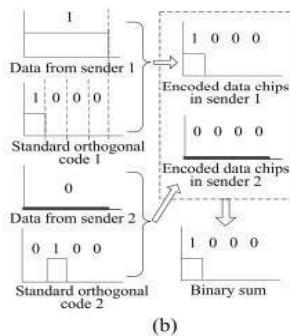 1
Data from sender 1
1 0 0 0
Standard orthogonal
code 1
0
Data from sender 2
0 1 0 0
Standard orthogonal
code 2
1 0 0 0
Encoded data chips
in sender 1
0 0 0 0
Encoded data chips
in sender 2
1 0 0 0
Binary sum
(b)